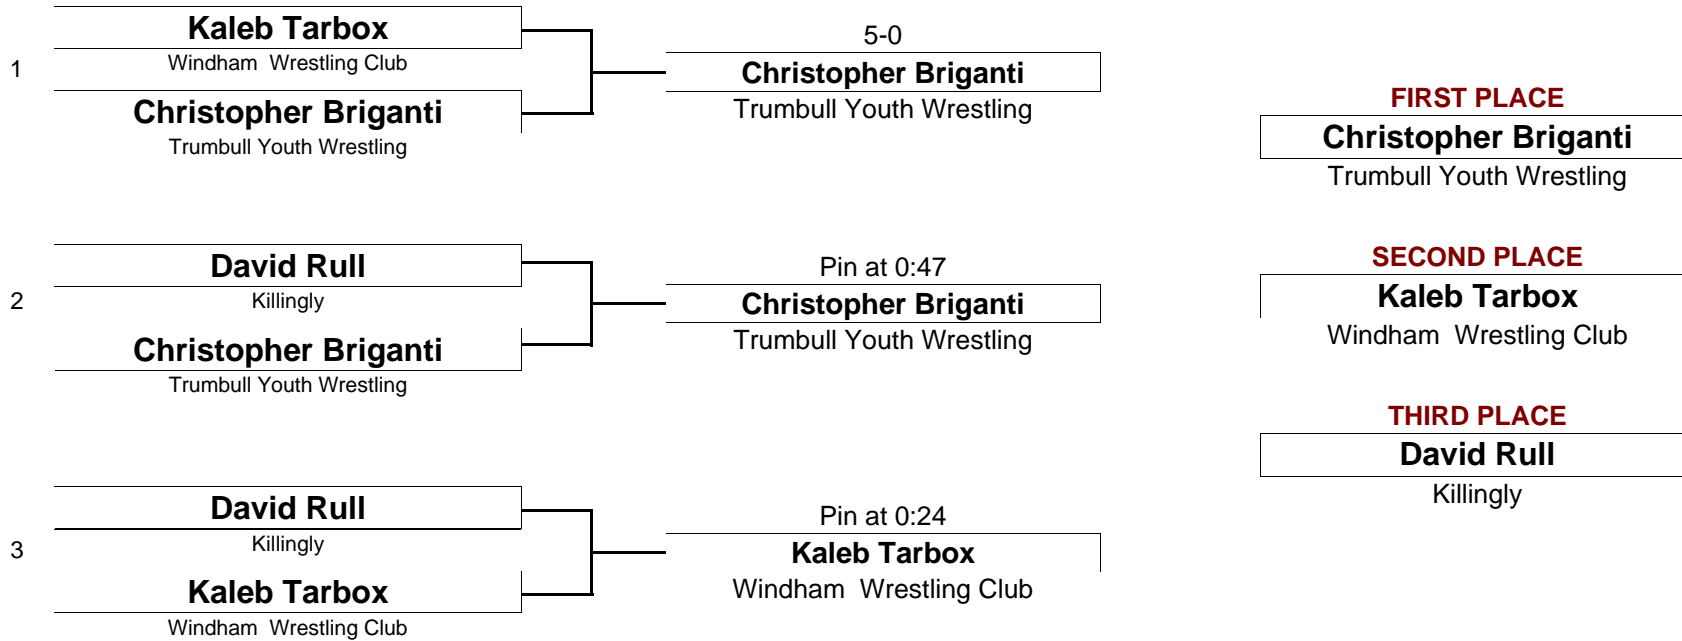 1
Kaleb Tarbox
Windham  Wrestling Club
Christopher Briganti
Trumbull Youth Wrestling
5-0
Christopher Briganti
Trumbull Youth Wrestling
2
David Rull
Killingly
Christopher Briganti
Trumbull Youth Wrestling
Pin at 0:47
Christopher Briganti
Trumbull Youth Wrestling
3
David Rull
Killingly
Kaleb Tarbox
Windham  Wrestling Club
Pin at 0:24
Kaleb Tarbox
Windham  Wrestling Club
FIRST PLACE
Christopher Briganti
Trumbull Youth Wrestling
SECOND PLACE
Kaleb Tarbox
Windham  Wrestling Club
THIRD PLACE
David Rull
Killingly